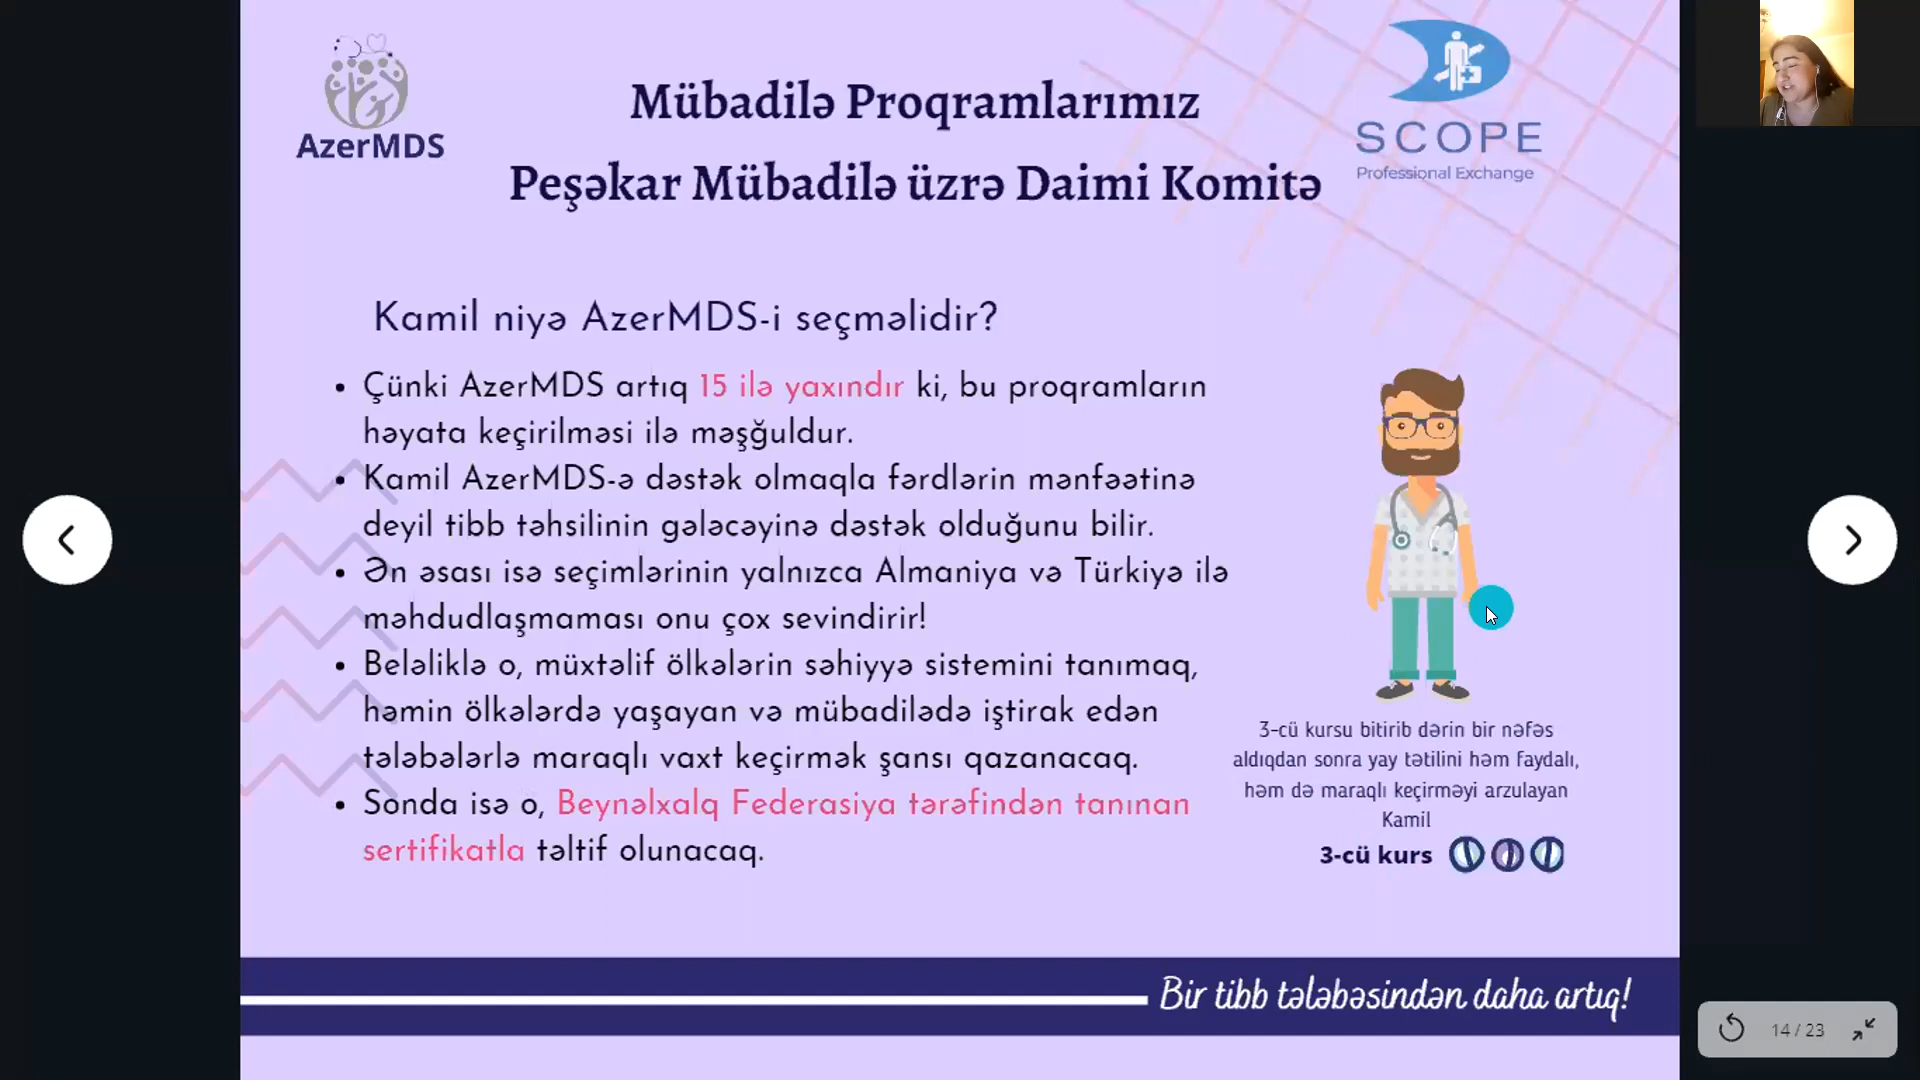 AzerMDS
Mübadilə Proqramlarımız
Peşəkar Mübadilə üzrə Daimi Komitə
SCOPE
Professional Exchange
Kamil niyə AzerMDS-i seçməlidir?
• Çünki AzerMDS artıq 15 ilə yaxındır ki, bu proqramların
həyata keçirilməsi ilə məşğuldur.
• Kamil AzerMDS-ə dəstək olmaqla fərdlərin mənfəətinə
deyil tibb təhsilinin gələcəyinə dəstək olduğunu bilir.
• Ən əsası isə seçimlərinin yalnızca Almaniya və Türkiyə ilə
məhdudlaşmaması onu çox sevindirir!
• Beləliklə o, müxtəlif ölkələrin səhiyyə sistemini tanımaq,
həmin ölkələrdə yaşayan və mübadilədə iştirak edən
tələbələrlə maraqlı vaxt keçirmək şansı qazanacaq.
• Sonda isə o, Beynəlxalq Federasiya tərəfindən tanınan
sertifikatla təltif olunacaq.
3-cü kursu bitirib dərin bir nəfəs
aldıqdan sonra yay tətilini həm faydalı,
həm də maraqlı keçirməyi arzulayan
Kamil
3-cü kurs
Bir tibb tələbəsindən daha artıq!
14 / 23